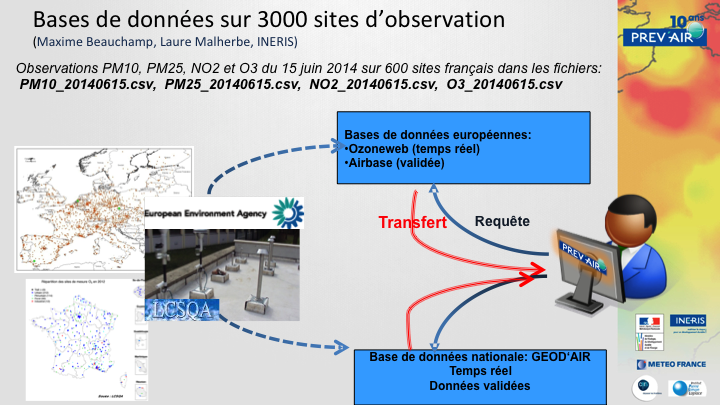 Bases de données sur 3000 sites d'observation
(Maxime Beauchamp, Laure Malherbe, INERIS)
10 ans
PREV'AIR
Observations PM10, PM25, NO2 et O3 du 15 juin 2014 sur 600 sites français dans les fichiers:
PM10_20140615.csv, PM25_20140615.csv, NO2_20140615.csv, O3_20140615.csv
Bases de données européennes:
•Ozoneweb (temps réel)
•Airbase (validée)
European Environment Agency
Transfert
Requête
PREV'AIR
LCSQA
INERIS
METEO FRANCE
Base de données nationale: GEOD'AIR
Temps réel
Données validées